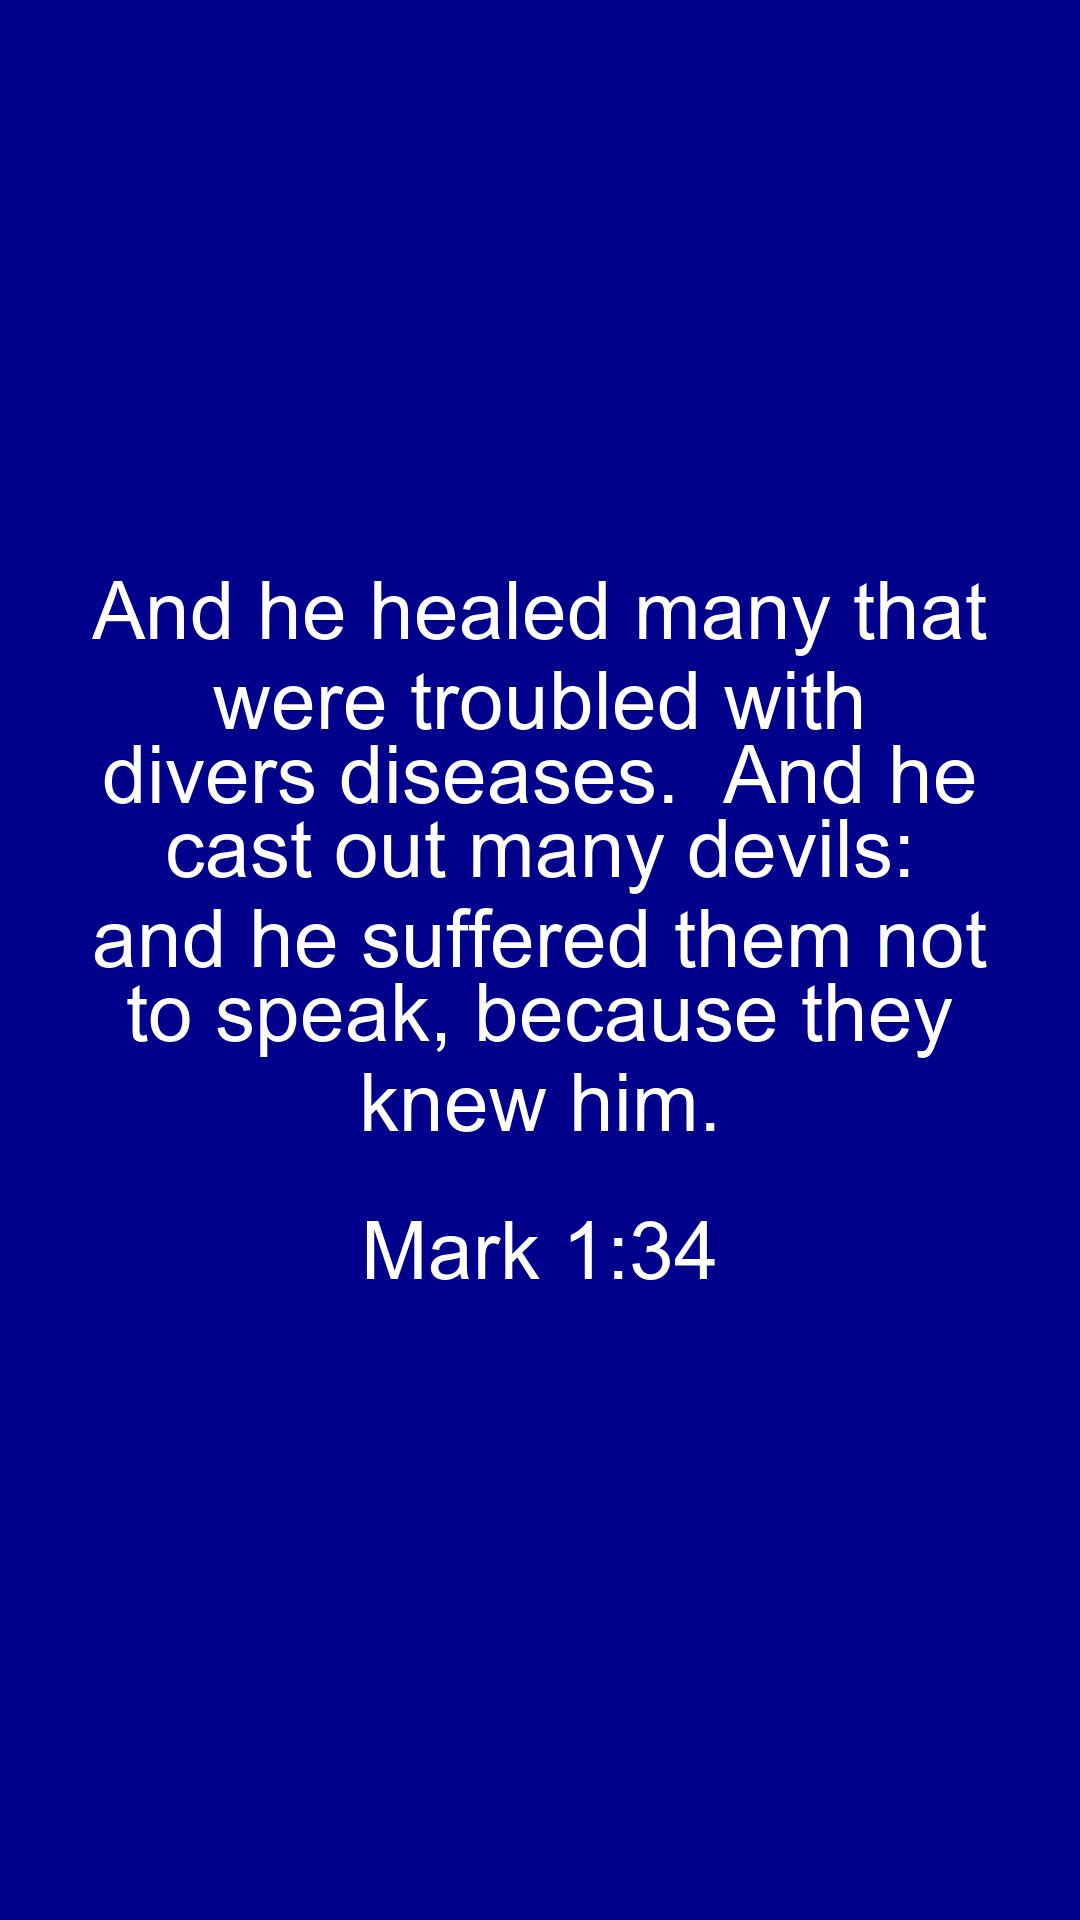 And he healed many that
were troubled with
divers diseases.  And he
cast out many devils:
and he suffered them not
to speak, because they
knew him.
Mark 1:34